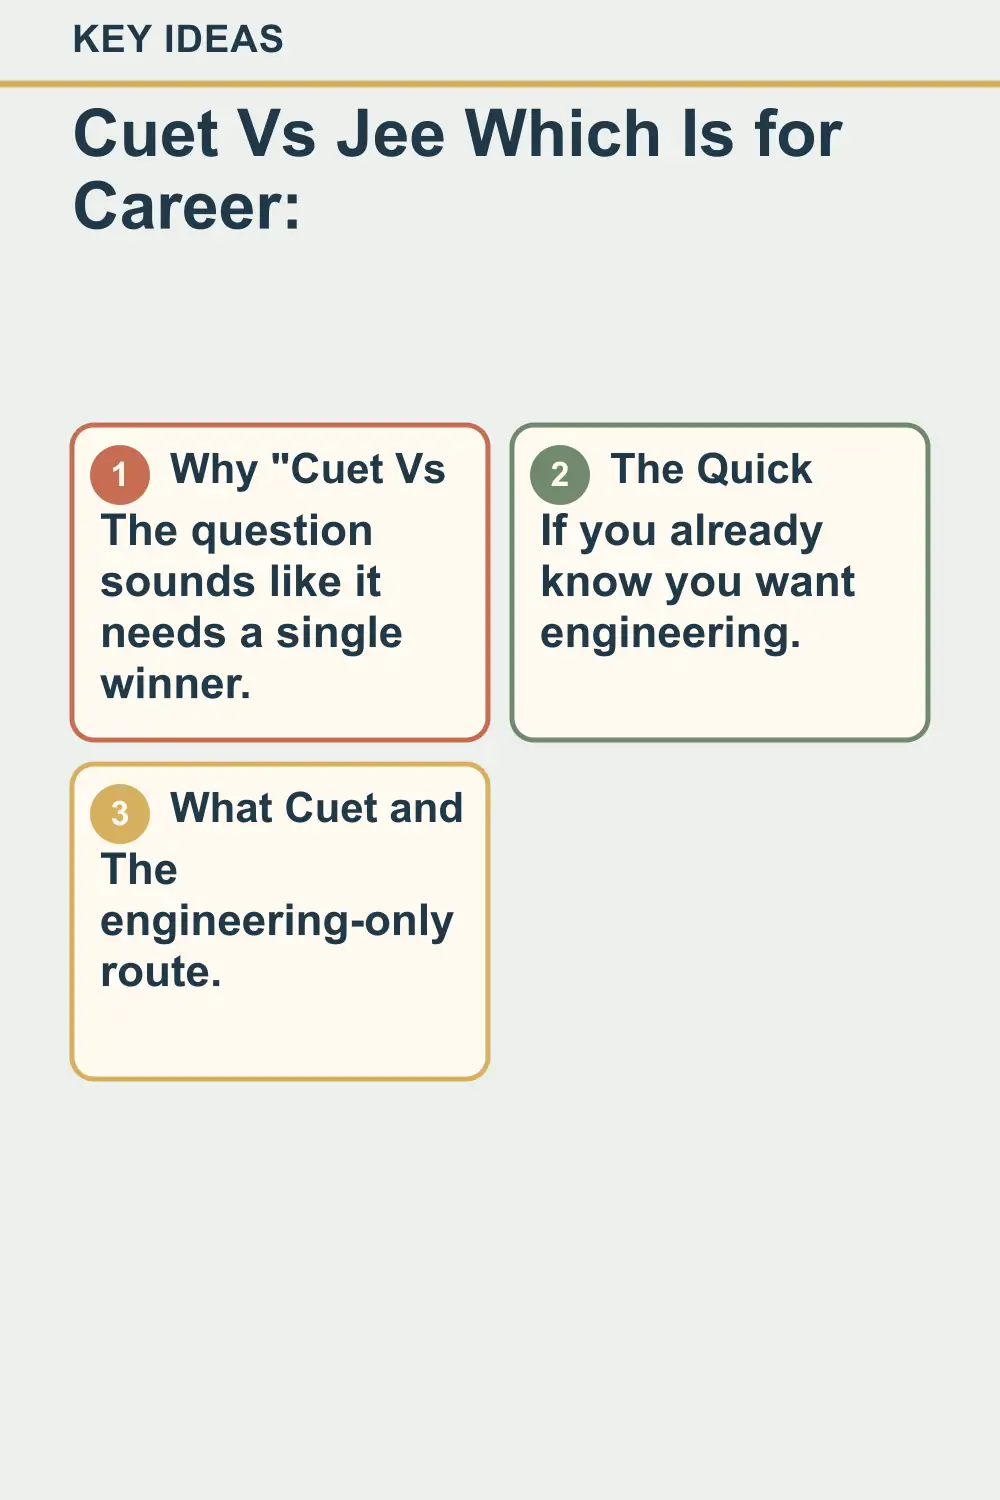 KEY IDEAS
Cuet Vs Jee Which Is for
Career:
1 Why "Cuet Vs
The question
sounds like it
needs a single
winner.
2 The Quick
If you already
know you want
engineering.
3 What Cuet and
The
engineering-only
route.